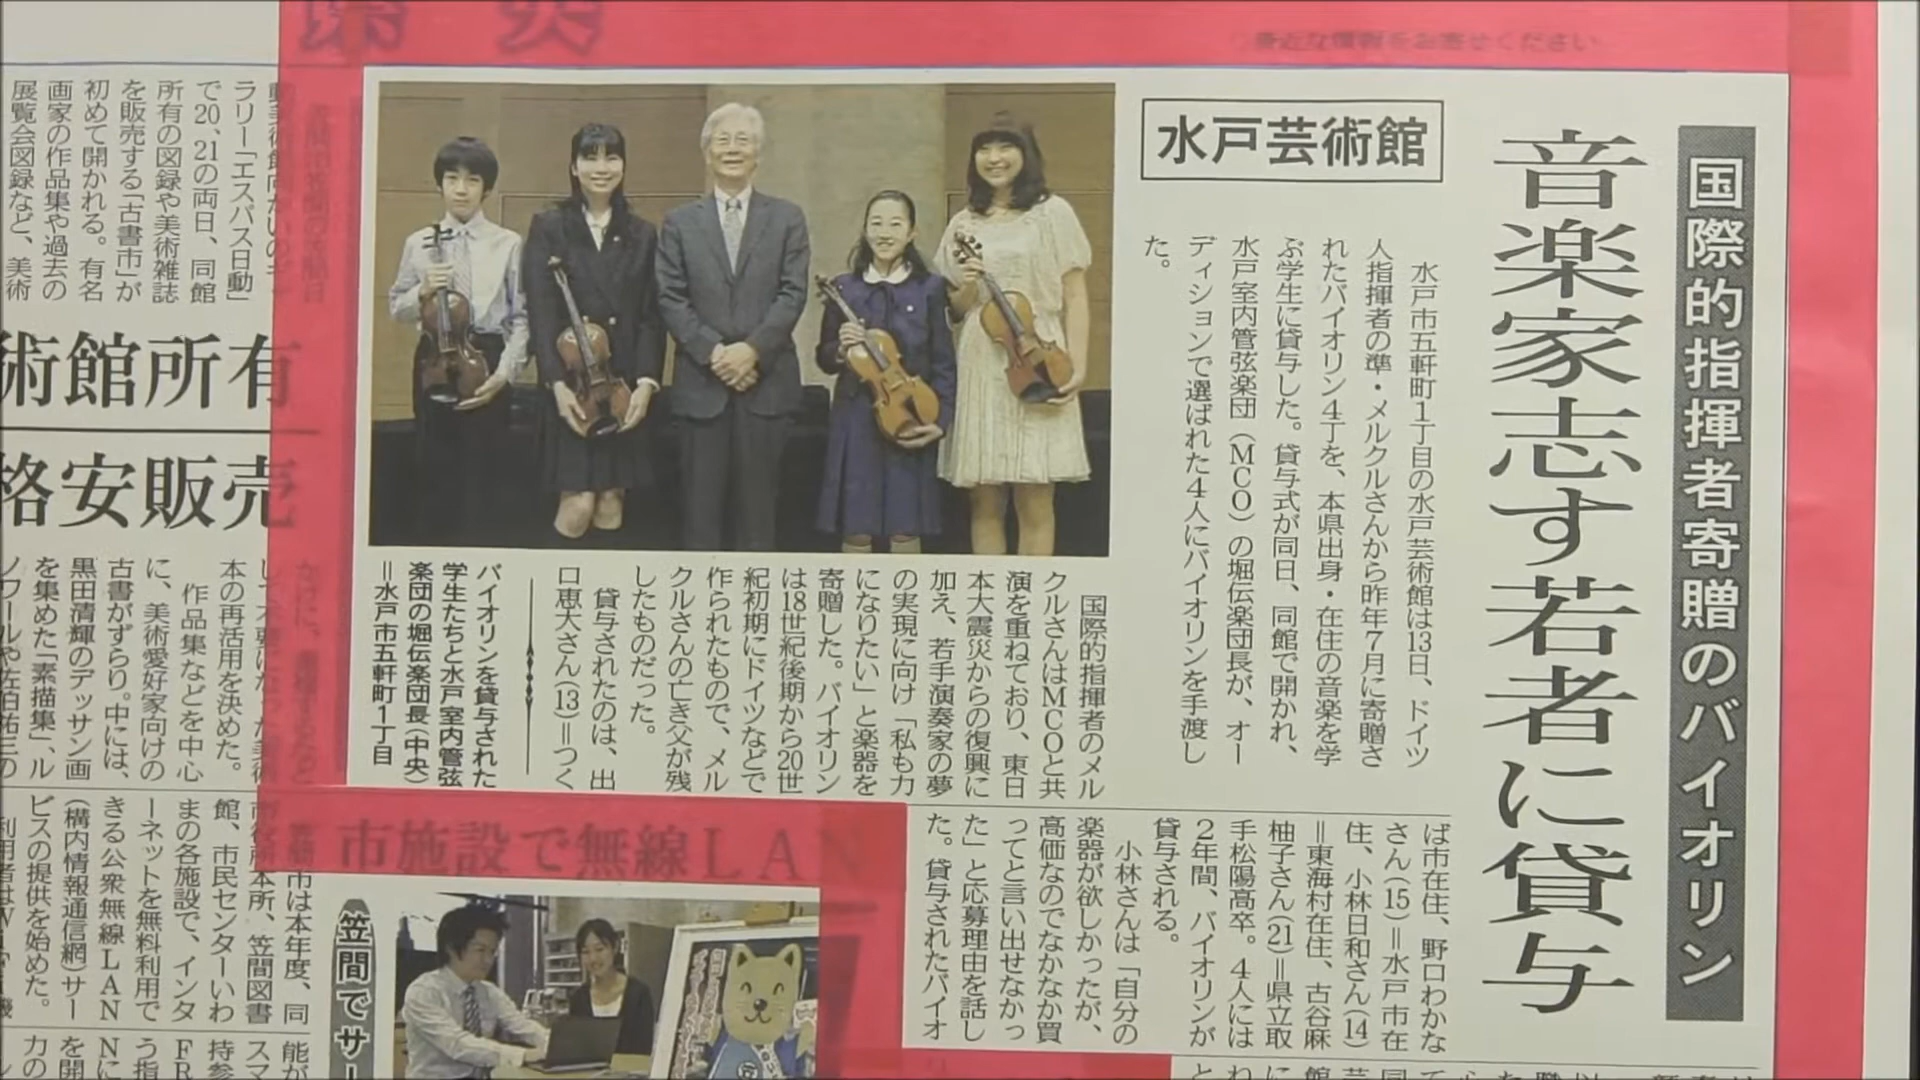 身近な情報をお寄せください
国際的指揮者寄贈のバイオリン
音楽家志す若者に貸与
水戸芸術館
水戸市五軒町1丁目の水戸芸術館は13日、ドイツ
人指揮者の準・メルクルさんから昨年7月に寄贈さ
れたバイオリン4丁を、本県出身・在住の音楽を学
ぶ学生に貸与した。貸与式が同日、同館で開かれ、
水戸室内管弦楽団（MCO）の堀伝楽団長が、オー
ディションで選ばれた4人にバイオリンを手渡し
た。
国際的指揮者のメル
クルさんはMCOと共
演を重ねており、東日
本大震災からの復興に
加え、若手演奏家の夢
の実現に向け「私も力
になりたい」と楽器を
寄贈した。バイオリン
は18世紀後期から20世
紀初期にドイツなどで
作られたもので、メル
クルさんの亡き父が残
したものだった。
貸与されたのは、出
口恵大さん(13)＝つく
バイオリンを貸与された
学生たちと水戸室内管弦
楽団の堀伝楽団長(中央)
＝水戸市五軒町1丁目
ば市在住、野口わかな
さん(15)＝水戸市在
住、小林日和さん(14)
＝東海村在住、古谷麻
柚子さん(21)＝県立取
手松陽高卒。4人には
2年間、バイオリンが
貸与される。
小林さんは「自分の
楽器が欲しかったが、
高価なのでなかなか買
ってと言い出せなかっ
た」と応募理由を話し
た。貸与されたバイオ
ラリー「エスパス日動」
で20、21の両日、同館
所有の図録や美術雑誌
を販売する「古書市」が
初めて開かれる。有名
画家の作品集や過去の
展覧会図録など、美術
術館所有
格安販売
本の再活用を決めた。
作品集などを中心
に、美術愛好家向けの
古書がずらり。中には、
黒田清輝のデッサン画
を集めた「素描集」、ル
ノワールや佐伯祐三の
市施設で無線LAN
笠間でサー
市は本年度、同
市役所本所、笠間図書
館、市民センターいわ
まの各施設で、インタ
ーネットを無料利用で
きる公衆無線LAN
(構内情報通信網)サー
ビスの提供を始めた。